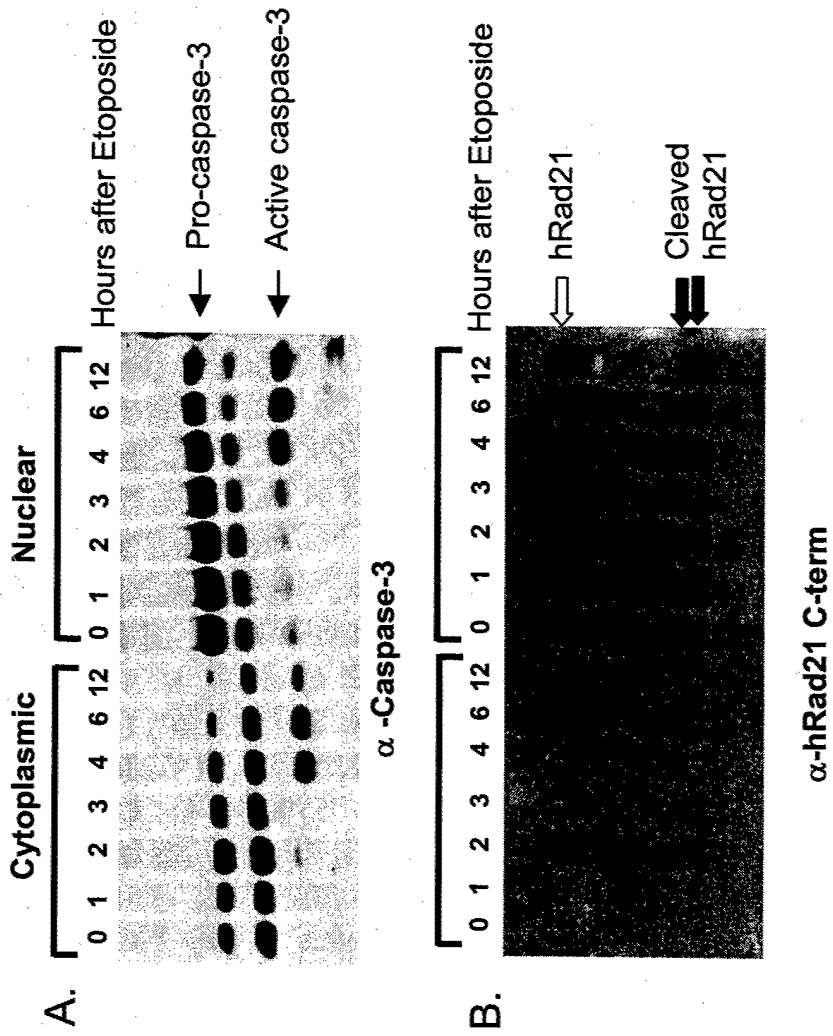 A.
Cytoplasmic Nuclear
0 1 2 3 4 6 12 0 1 2 3 4 6 12 Hours after Etoposide
Pro-caspase-3
Active caspase-3
α -Caspase-3
B.
0 1 2 3 4 6 12 0 1 2 3 4 6 12 Hours after Etoposide
hRad21
Cleaved
hRad21
α-hRad21 C-term